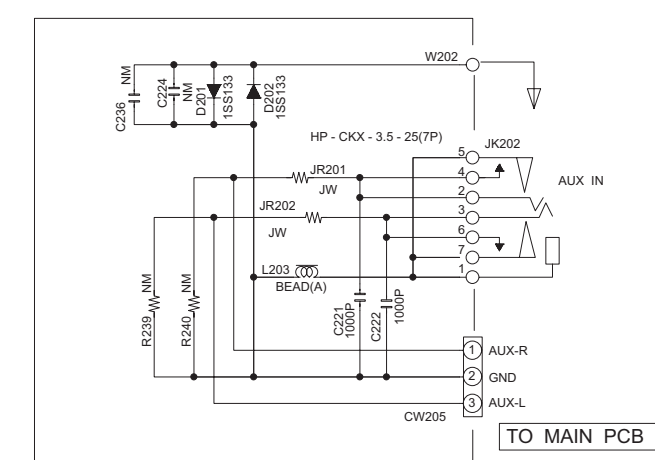 W202
NM
C236
C224
NM
D201
1SS133
D202
1SS133
HP - CKX - 3.5 - 25(7P)
JK202
5
4
2
3
6
7
1
AUX IN
JR201
JW
JR202
JW
L203
BEAD(A)
R239
NM
R240
NM
C221
1000P
C222
1000P
1 AUX-R
2 GND
3 AUX-L
CW205
TO MAIN PCB